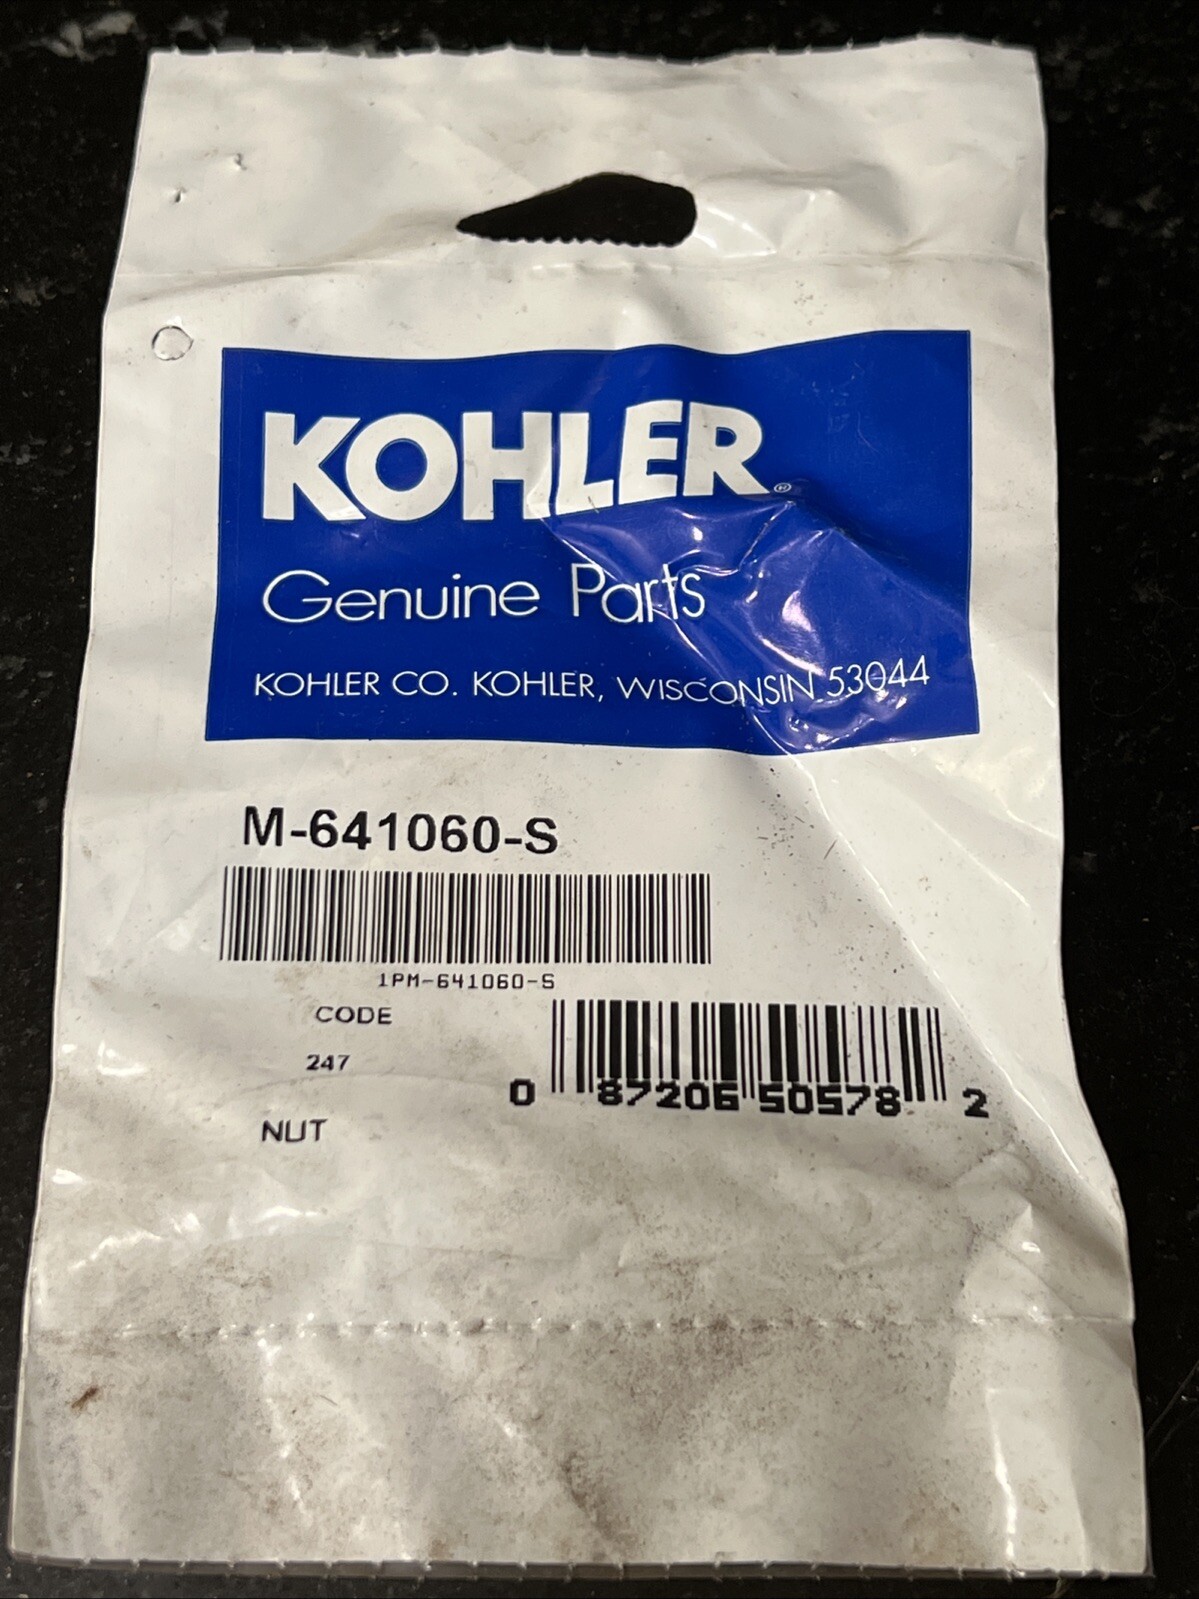 KOHLER®
Genuine Parts
KOHLER CO. KOHLER, WISCONSIN 53044
M-641060-S
1PM-641060-S
CODE
247
NUT
0 87206 50578 2